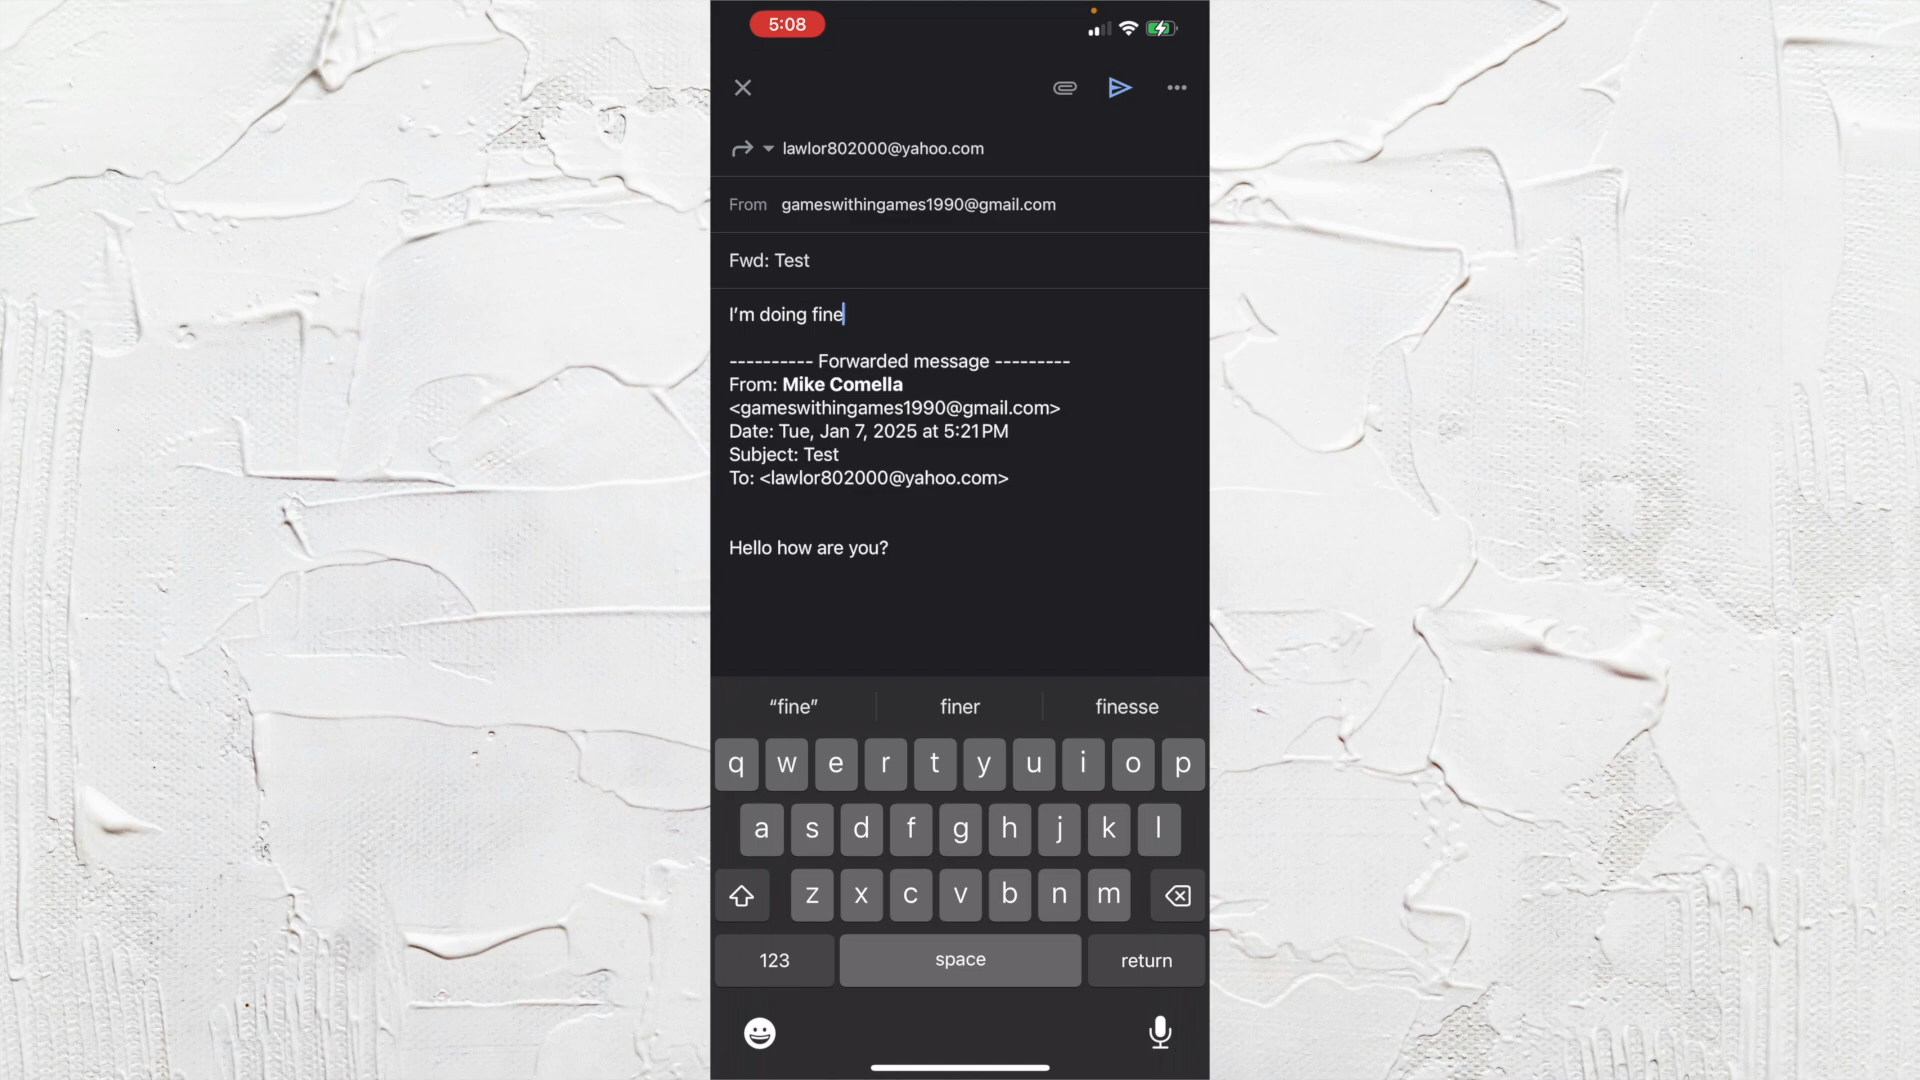 5:08
lawlor802000@yahoo.com
From gameswithingames1990@gmail.com
Fwd: Test
I’m doing fine
---------- Forwarded message ---------
From: Mike Comella
<gameswithingames1990@gmail.com>
Date: Tue, Jan 7, 2025 at 5:21 PM
Subject: Test
To: <lawlor802000@yahoo.com>
Hello how are you?
“fine” finer finesse
q w e r t y u i o p
a s d f g h j k l
z x c v b n m
123 space return